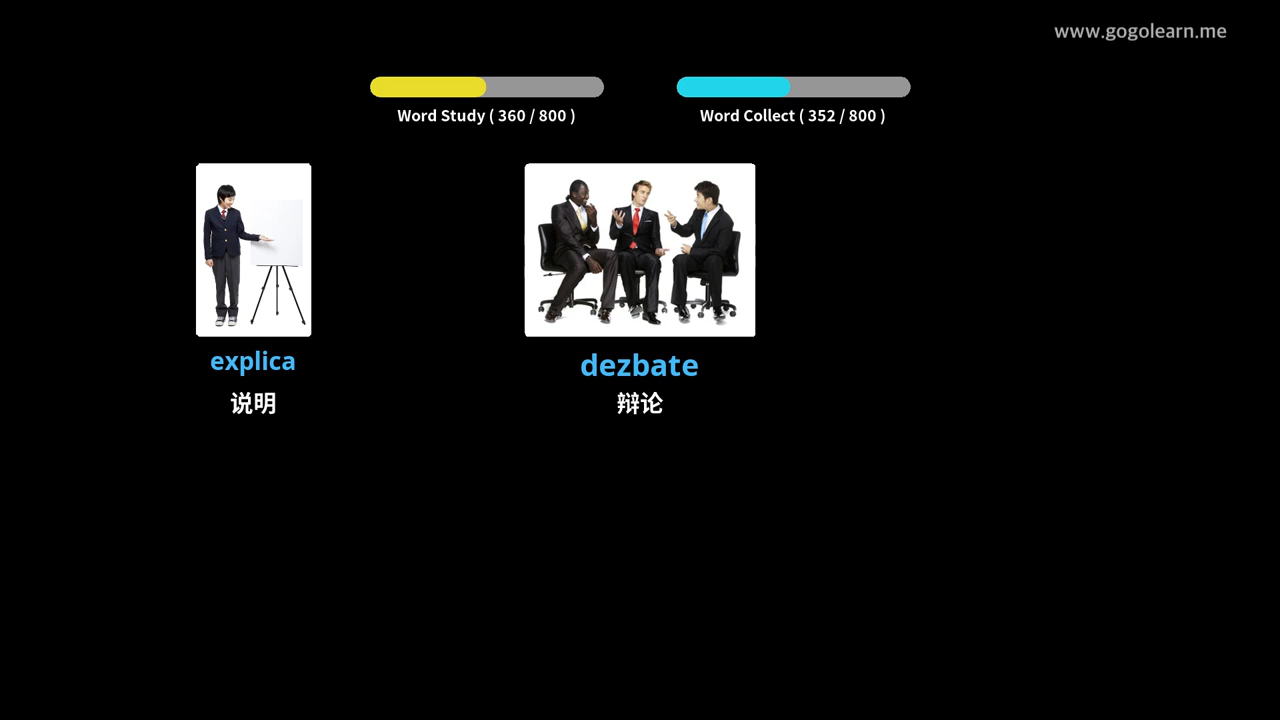 www.gogolearn.me
Word Study ( 360 / 800 )
Word Collect ( 352 / 800 )
explica
说明
dezbate
辩论